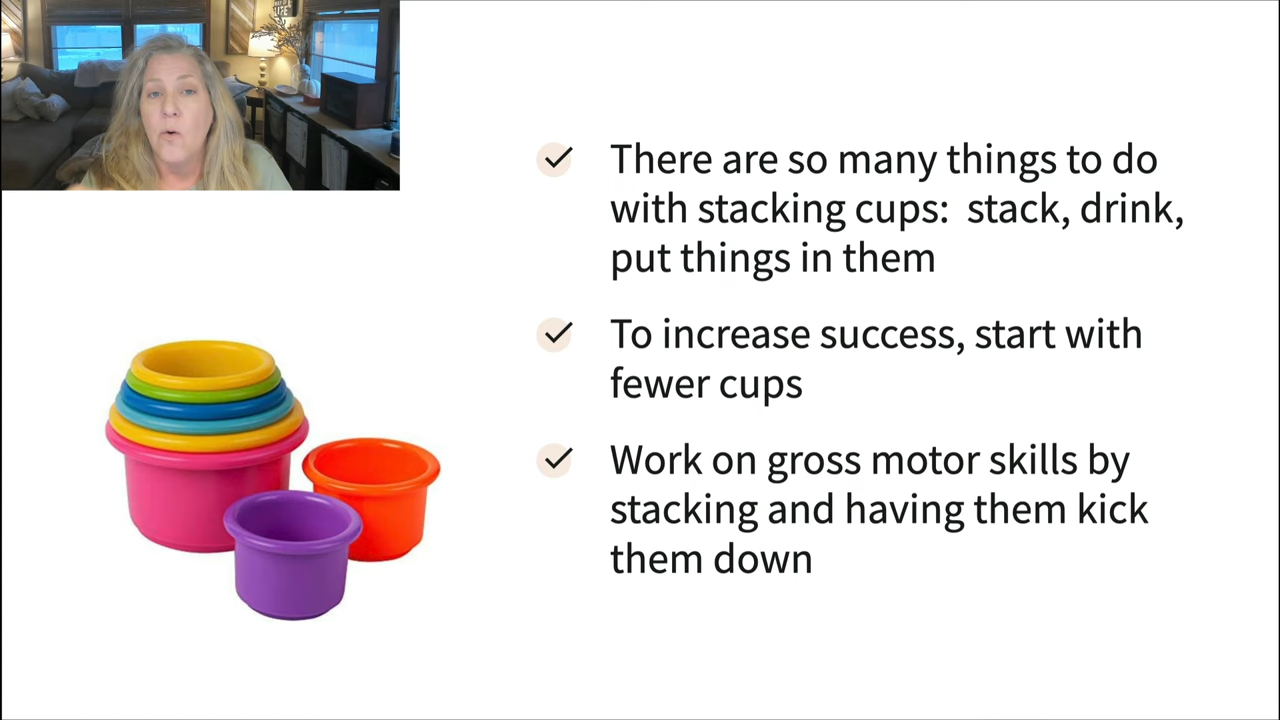 There are so many things to do
with stacking cups:  stack, drink,
put things in them
To increase success, start with
fewer cups
Work on gross motor skills by
stacking and having them kick
them down